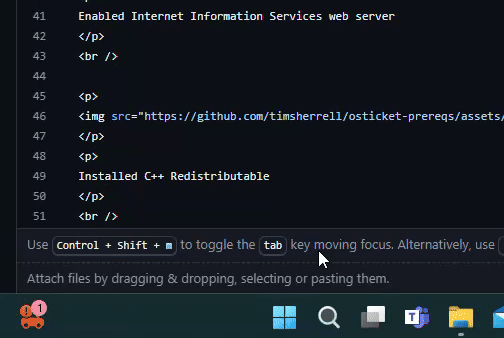 41 Enabled Internet Information Services web server
42 </p>
43 <br />
44
45 <p>
46 <img src="https://github.com/timsherrell/osticket-prereqs/assets/
47 </p>
48 <p>
49 Installed C++ Redistributable
50 </p>
51 <br />
Use Control + Shift + m to toggle the tab key moving focus. Alternatively, use
Attach files by dragging & dropping, selecting or pasting them.
1
T